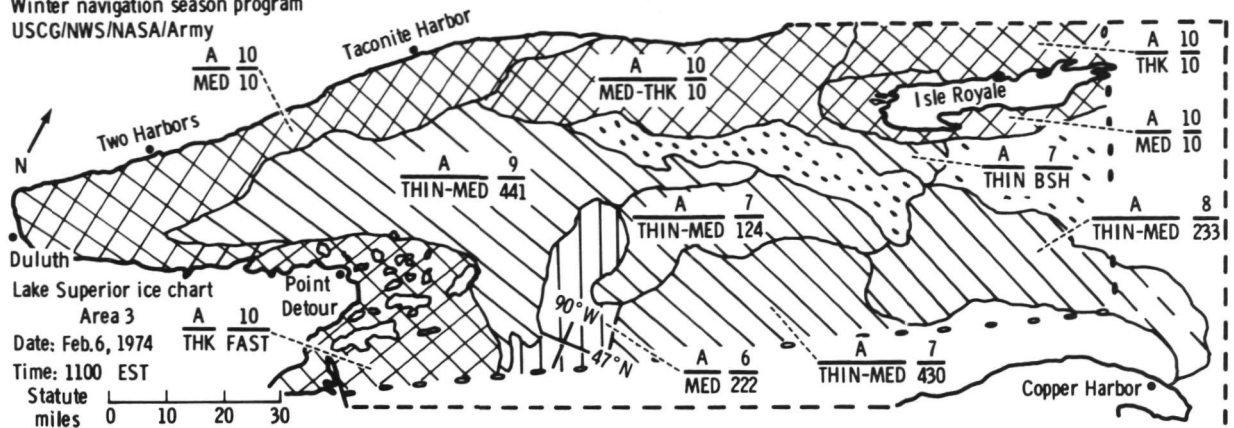 Winter navigation season program
USCG/NWS/NASA/Army
A 10
MED 10
Taconite Harbor
Two Harbors
N
Duluth
A 10
MED-THK 10
A 10
THK 10
Isle Royale
A 10
MED 10
A 7
THIN BSH
A 9
THIN-MED 441
A 7
THIN-MED 124
A 8
THIN-MED 233
Point
Detour
90° W
47° N
Lake Superior ice chart
Area 3
Date: Feb. 6, 1974
Time: 1100 EST
A 10
THK FAST
A 6
MED 222
A 7
THIN-MED 430
Copper Harbor
Statute
miles
0 10 20 30